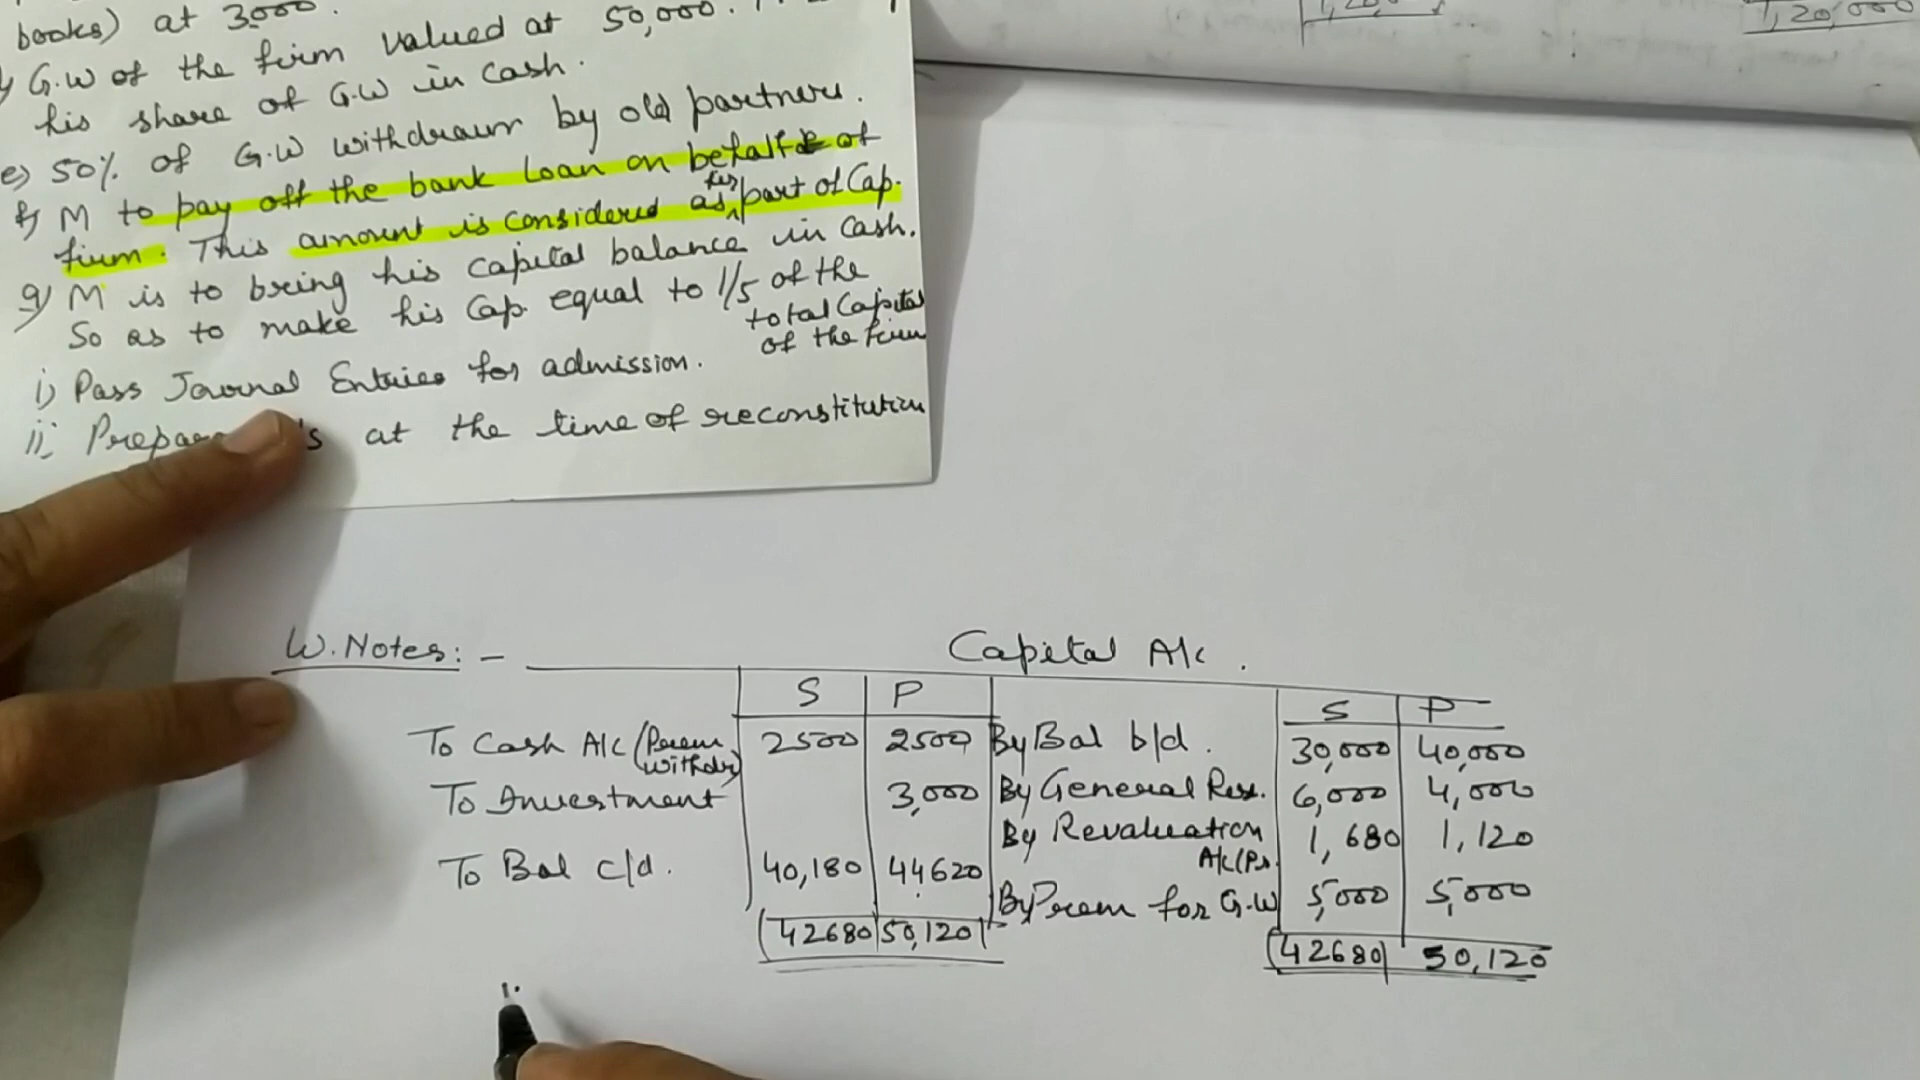 books) at 3000.
G.W of the firm valued at 50,000.
his share of G.W in cash.
e) 50% of G.W withdrawn by old partners.
f) M to pay off the bank Loan on behalf of
firm. This amount is considered as his part of Cap.
g) M is to bring his capital balance in cash.
So as to make his Cap. equal to 1/5 of the
total Capital
of the firm
i) Pass Journal Entries for admission.
ii, at the time of reconstitution
1,20,000
W. Notes: - Capital A/c.
S P S P
To Cash A/c (Prem withdr) 2500 2500 By Bal b/d. 30,000 40,000
To Investment 3,000 By General Res. 6,000 4,000
By Revaluation A/c (Pr. 1,680 1,120
To Bal c/d. 40,180 44620
By Prem for G.W 5,000 5,000
42680 50,120 42680 50,120